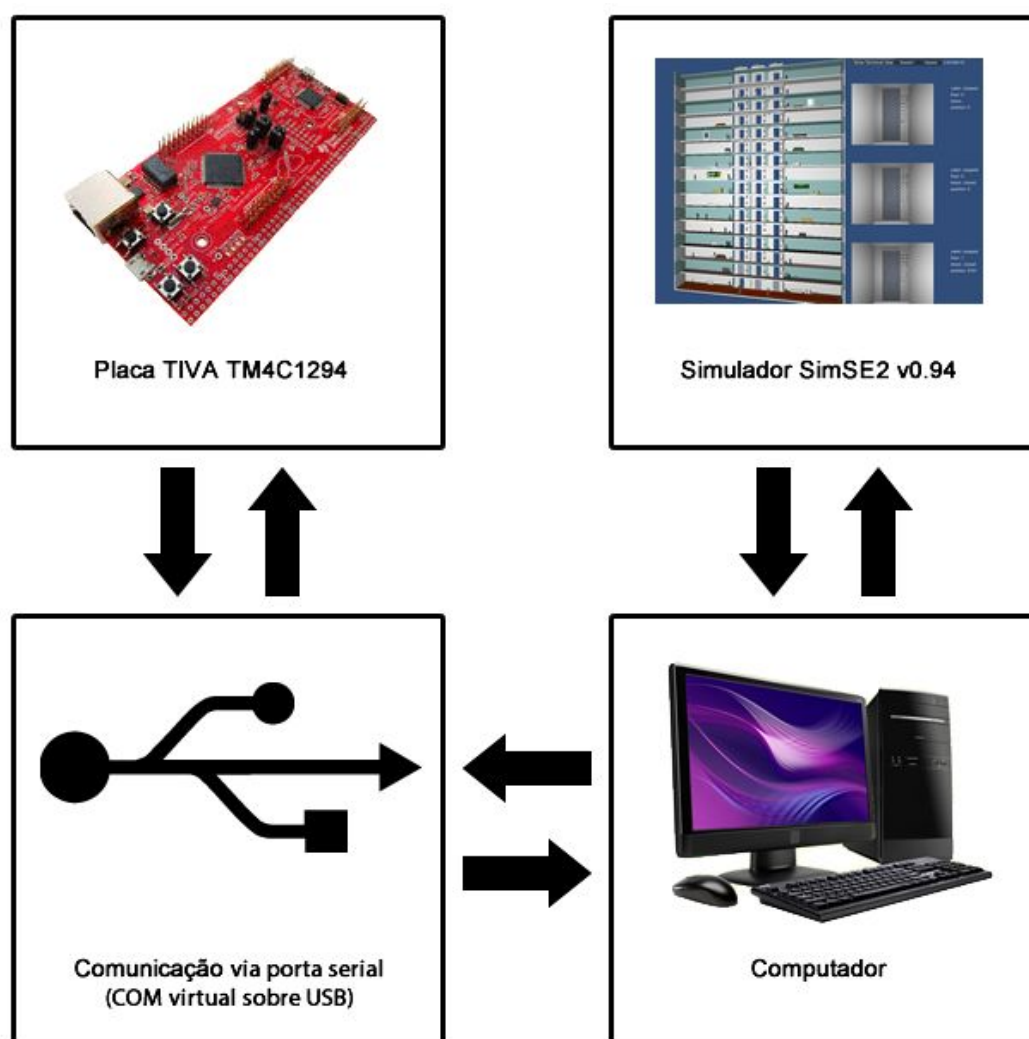 Placa TIVA TM4C1294
Simulador SimSE2 v0.94
Comunicação via porta serial
(COM virtual sobre USB)
Computador